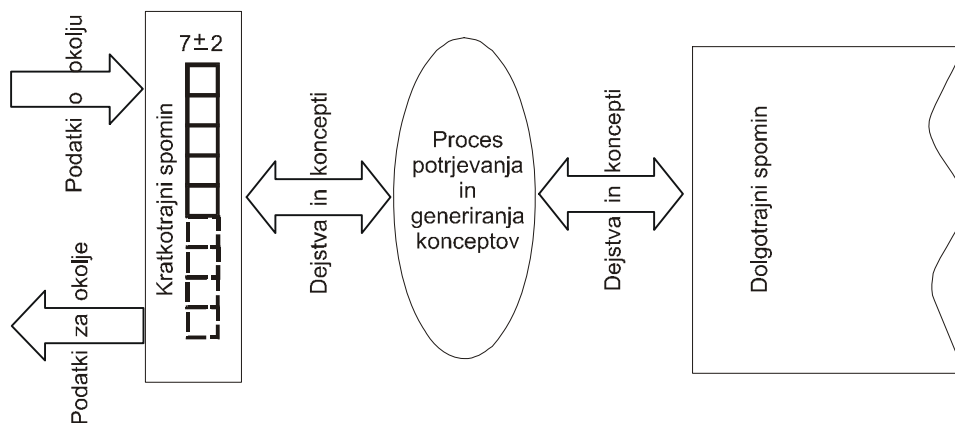 Podatki o okolju
Podatki za okolje
7±2
Kratkotrajni spomin
Dejstva in koncepti
Proces
potrjevanja
in
generiranja
konceptov
Dejstva in koncepti
Dolgotrajni spomin